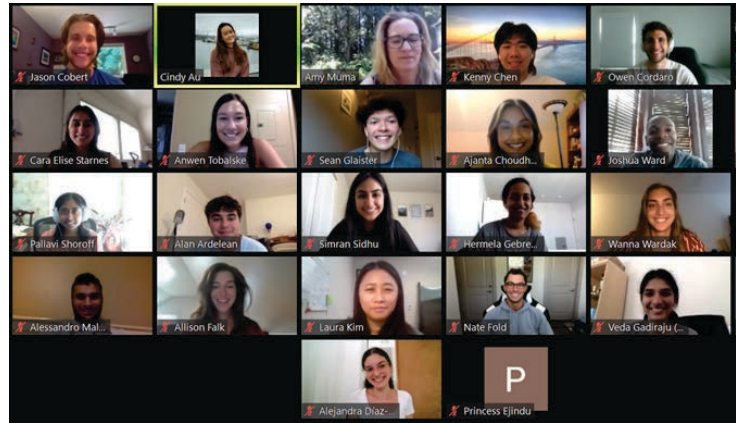 Jason Cobert
Cindy Au
Amy Muma
Kenny Chen
Owen Cordaro
Cara Elise Starnes
Anwen Tobalske
Sean Glaister
Ajanta Choudh...
Joshua Ward
Pallavi Shoroff
Alan Ardelean
Simran Sidhu
Hermela Gebre...
Wanna Wardak
Alessandro Mal...
Allison Falk
Laura Kim
Nate Fold
Veda Gadiraju (...
Alejandra Díaz-...
P
Princess Ejindu